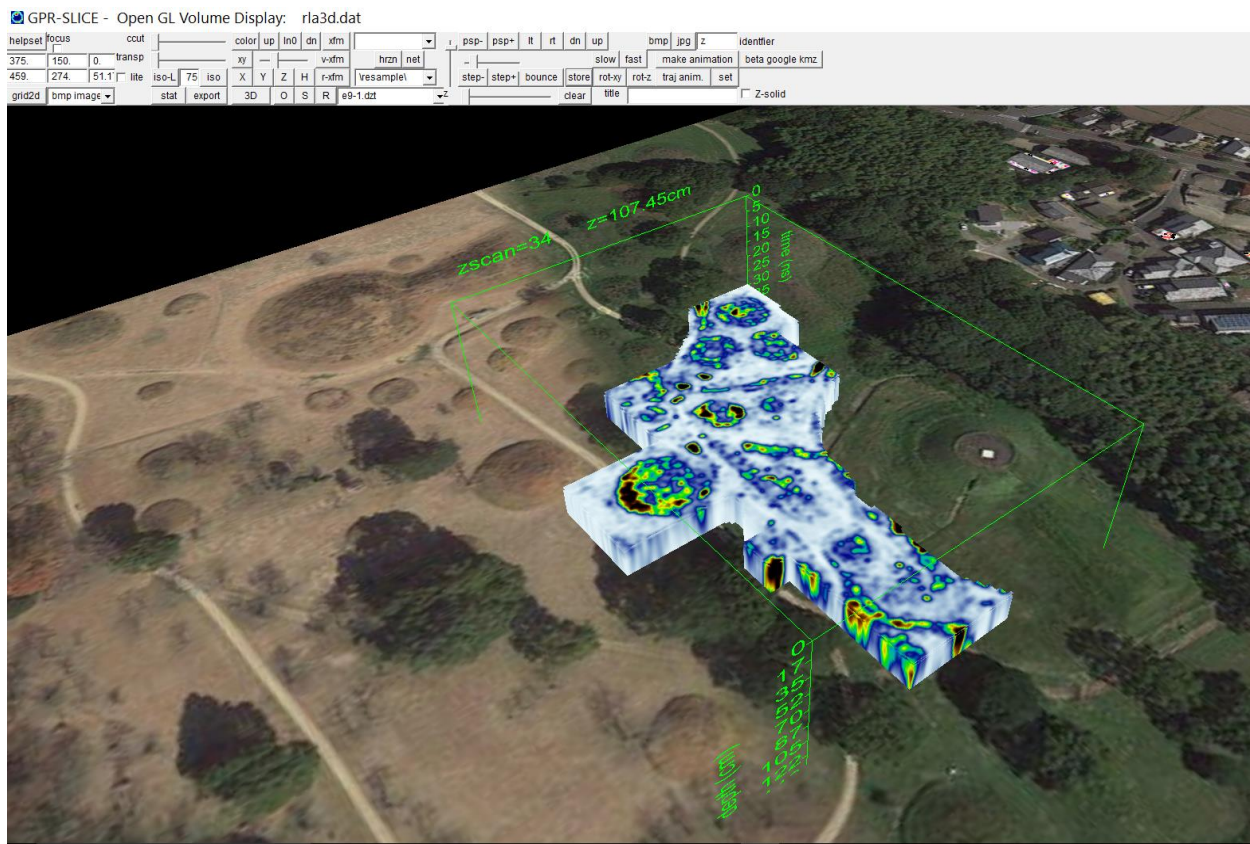 GPR-SLICE - Open GL Volume Display: rla3d.dat
helpset focus ccut color up ln0 dn xfm psp- psp+ lt rt dn up bmp jpg z identfier
375. 150. 0. transp xy v-xfm hrzn net slow fast make animation beta google kmz
459. 274. 51.1 lite iso-L 75 iso X Y Z H r-xfm \resample\ step- step+ bounce store rot-xy rot-z traj anim. set
grid2d bmp image stat export 3D O S R e9-1.dzt z clear title Z-solid
zscan=34 z=107.45cm
0
5
10
15
20
25
30
35
time (ns)